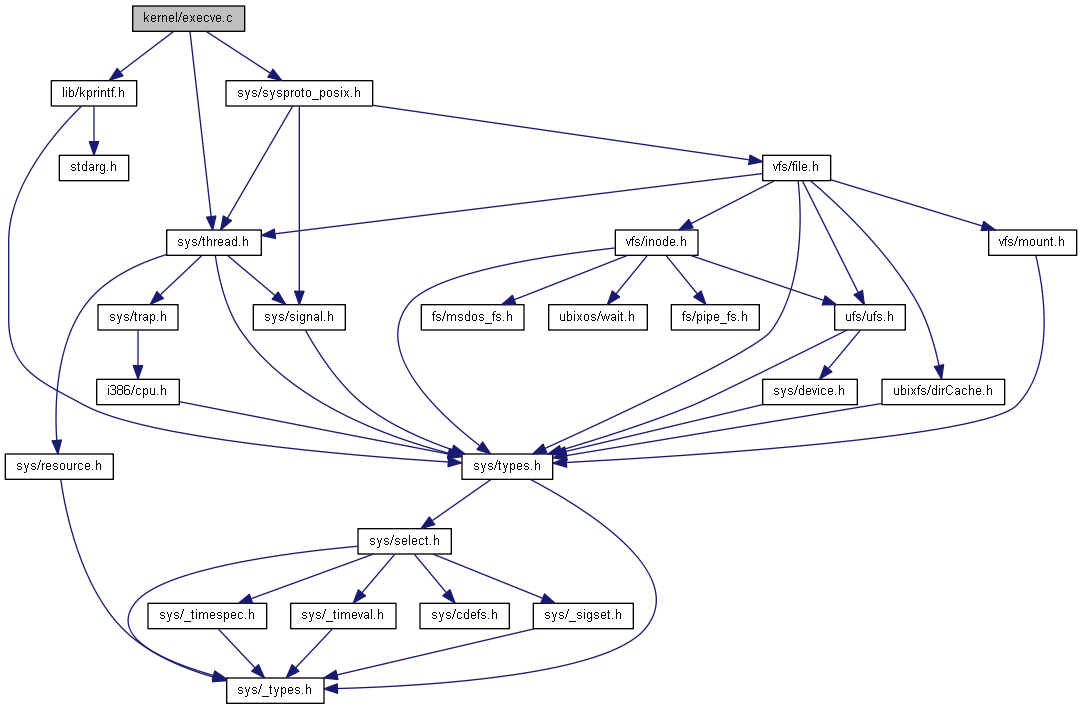 kernel/execve.c
lib/kprintf.h
sys/sysproto_posix.h
stdarg.h
vfs/file.h
sys/thread.h
vfs/inode.h
vfs/mount.h
sys/trap.h
sys/signal.h
fs/msdos_fs.h
ubixos/wait.h
fs/pipe_fs.h
ufs/ufs.h
i386/cpu.h
sys/device.h
ubixfs/dirCache.h
sys/resource.h
sys/types.h
sys/select.h
sys/_timespec.h
sys/_timeval.h
sys/cdefs.h
sys/_sigset.h
sys/_types.h